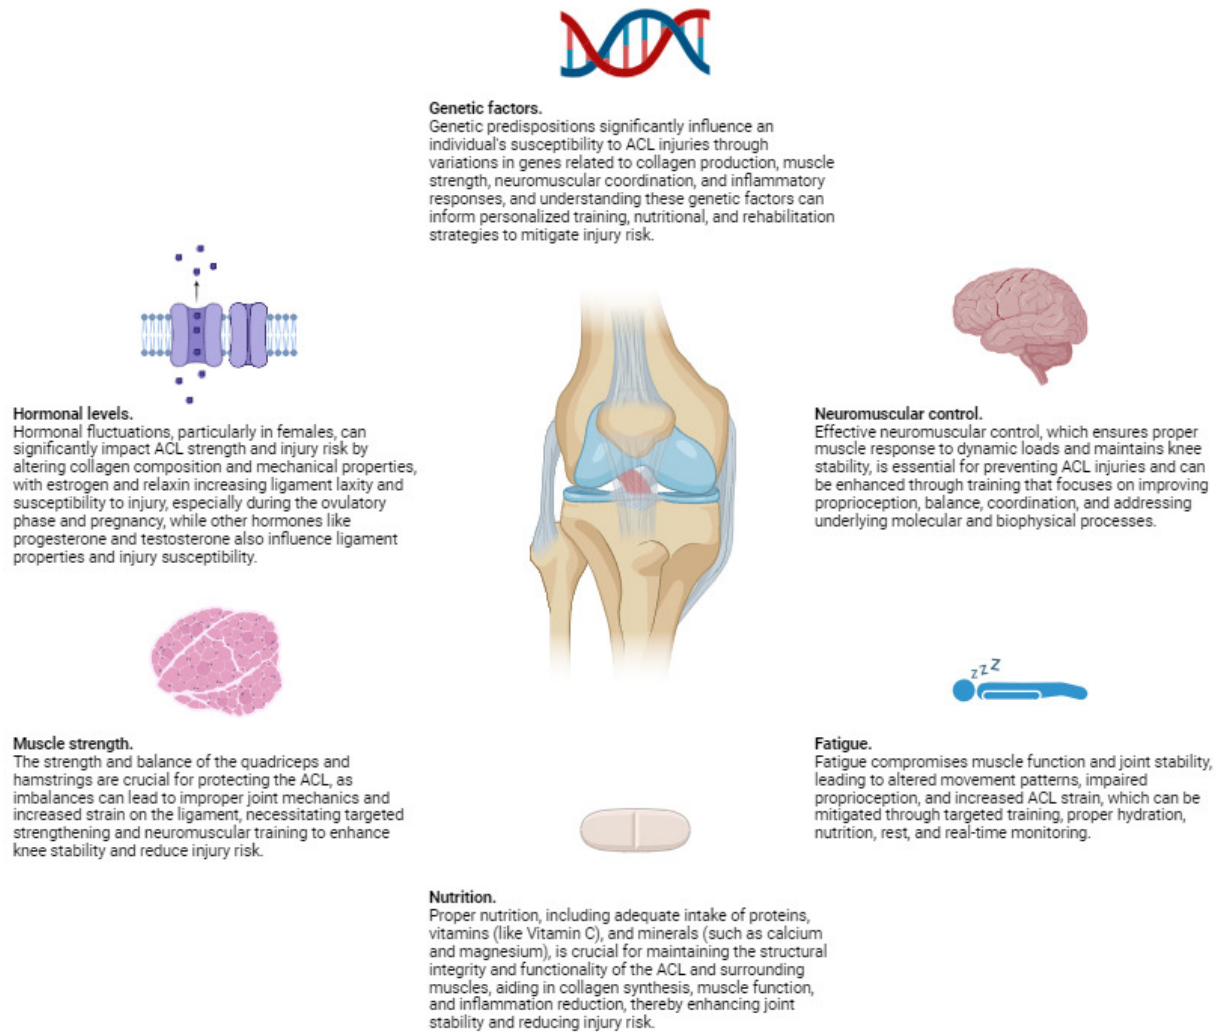 Genetic factors.
Genetic predispositions significantly influence an
individual's susceptibility to ACL injuries through
variations in genes related to collagen production, muscle
strength, neuromuscular coordination, and inflammatory
responses, and understanding these genetic factors can
inform personalized training, nutritional, and rehabilitation
strategies to mitigate injury risk.
Hormonal levels.
Hormonal fluctuations, particularly in females, can
significantly impact ACL strength and injury risk by
altering collagen composition and mechanical properties,
with estrogen and relaxin increasing ligament laxity and
susceptibility to injury, especially during the ovulatory
phase and pregnancy, while other hormones like
progesterone and testosterone also influence ligament
properties and injury susceptibility.
Neuromuscular control.
Effective neuromuscular control, which ensures proper
muscle response to dynamic loads and maintains knee
stability, is essential for preventing ACL injuries and can
be enhanced through training that focuses on improving
proprioception, balance, coordination, and addressing
underlying molecular and biophysical processes.
z z Z
Muscle strength.
The strength and balance of the quadriceps and
hamstrings are crucial for protecting the ACL, as
imbalances can lead to improper joint mechanics and
increased strain on the ligament, necessitating targeted
strengthening and neuromuscular training to enhance
knee stability and reduce injury risk.
Fatigue.
Fatigue compromises muscle function and joint stability,
leading to altered movement patterns, impaired
proprioception, and increased ACL strain, which can be
mitigated through targeted training, proper hydration,
nutrition, rest, and real-time monitoring.
Nutrition.
Proper nutrition, including adequate intake of proteins,
vitamins (like Vitamin C), and minerals (such as calcium
and magnesium), is crucial for maintaining the structural
integrity and functionality of the ACL and surrounding
muscles, aiding in collagen synthesis, muscle function,
and inflammation reduction, thereby enhancing joint
stability and reducing injury risk.